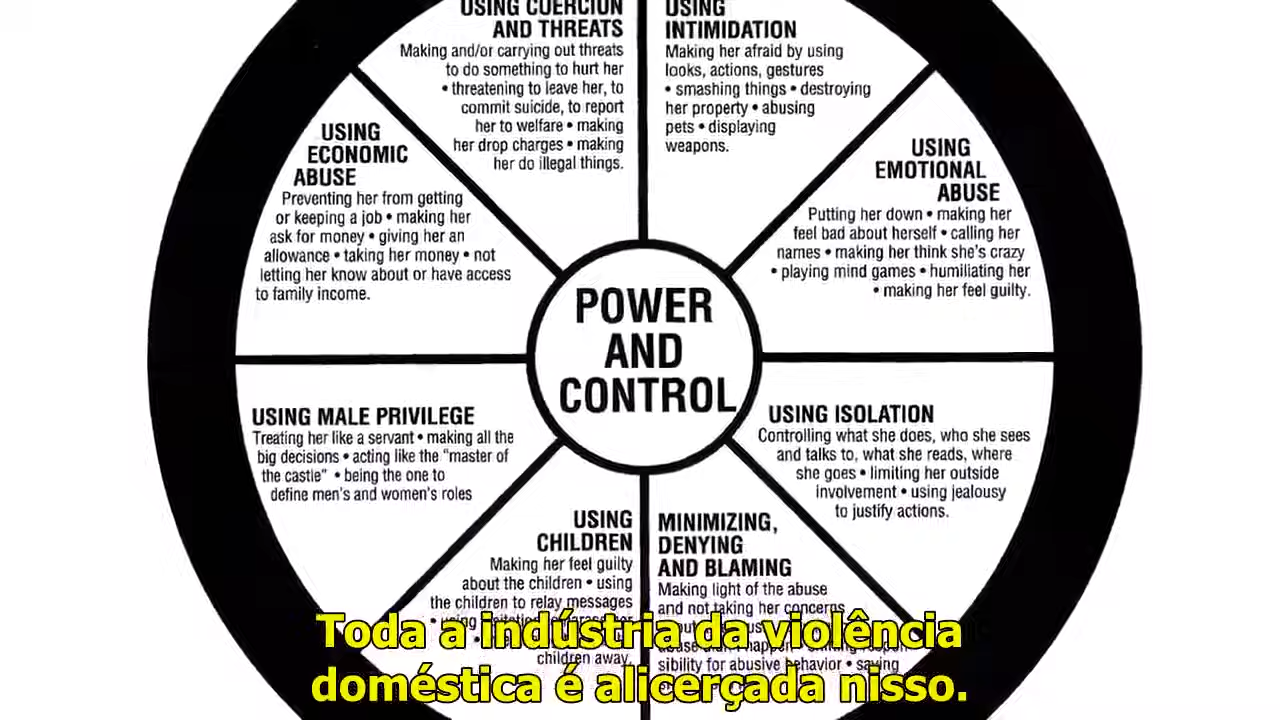 USING COERCION
AND THREATS
Making and/or carrying out threats
to do something to hurt her
• threatening to leave her, to
commit suicide, to report
her to welfare • making
her drop charges • making
her do illegal things.
USING
INTIMIDATION
Making her afraid by using
looks, actions, gestures
• smashing things • destroying
her property • abusing
pets • displaying
weapons.
USING
ECONOMIC
ABUSE
Preventing her from getting
or keeping a job • making her
ask for money • giving her an
allowance • taking her money • not
letting her know about or have access
to family income.
USING
EMOTIONAL
ABUSE
Putting her down • making her
feel bad about herself • calling her
names • making her think she's crazy
• playing mind games • humiliating her
• making her feel guilty.
POWER
AND
CONTROL
USING MALE PRIVILEGE
Treating her like a servant • making all the
big decisions • acting like the "master of
the castle" • being the one to
define men's and women's roles
USING ISOLATION
Controlling what she does, who she sees
and talks to, what she reads, where
she goes • limiting her outside
involvement • using jealousy
to justify actions.
USING
CHILDREN
Making her feel guilty
about the children • using
the children to relay messages
• using
children away.
MINIMIZING,
DENYING
AND BLAMING
Making light of the abuse
and not taking her concerns
sibility for abusive behavior • saying
Toda a indústria da violência
doméstica é alicerçada nisso.